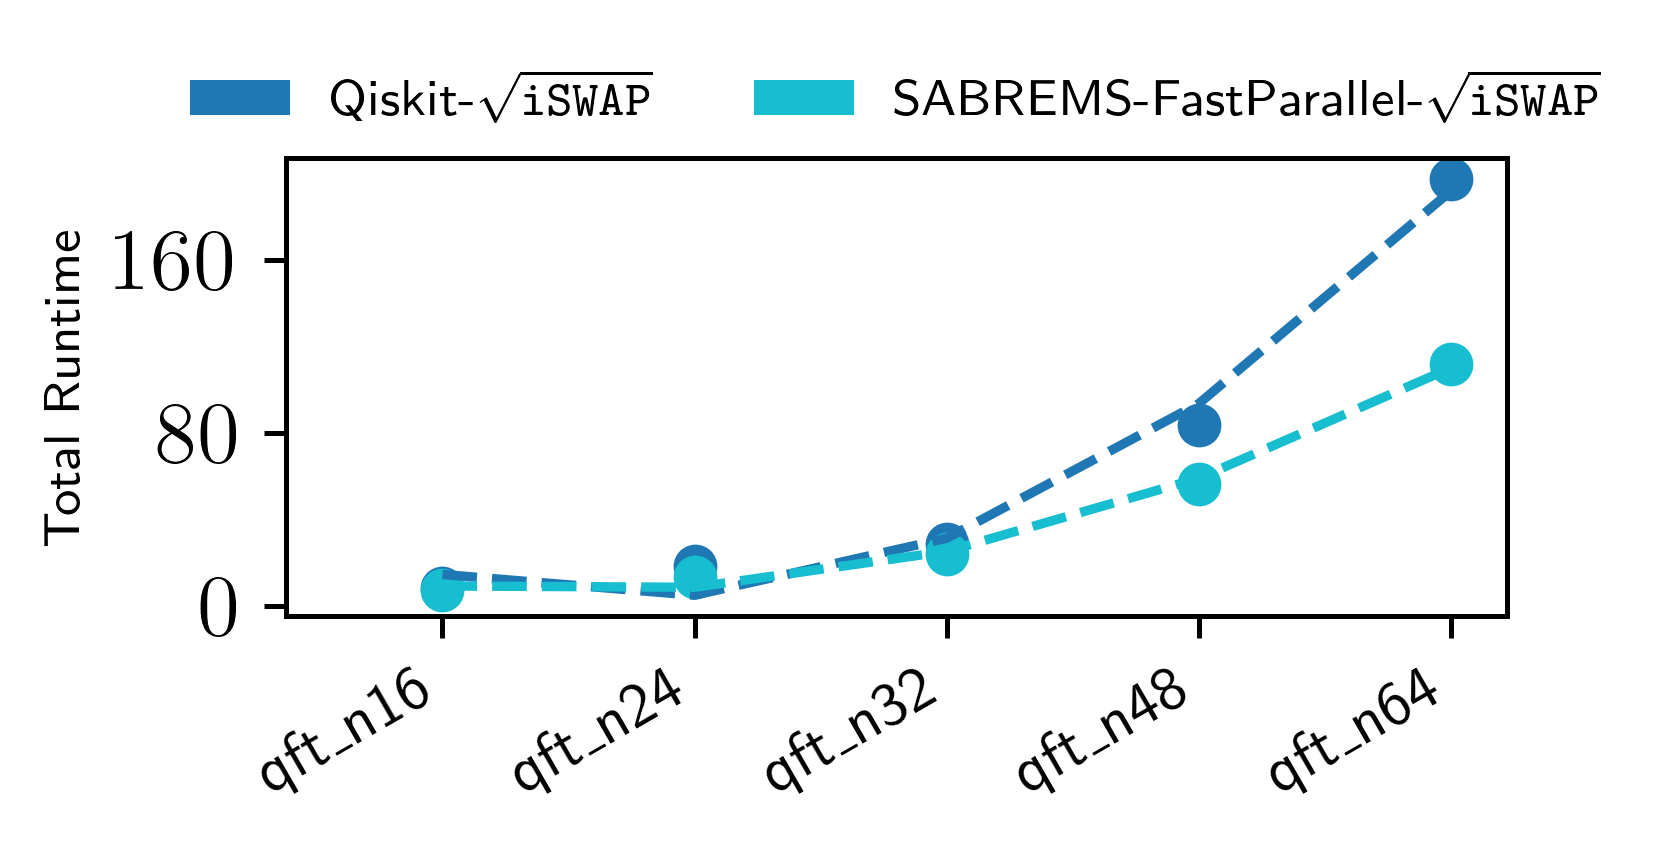 Qiskit-√iSWAP SABREMS-FastParallel-√iSWAP
Total Runtime
160
80
0
qft_n16 qft_n24 qft_n32 qft_n48 qft_n64